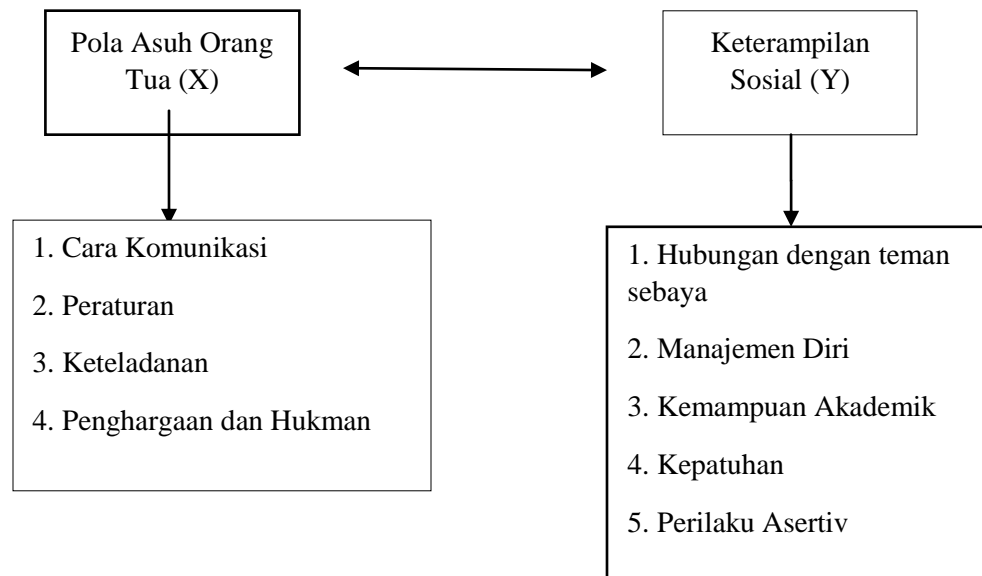 Pola Asuh Orang
Tua (X)
Keterampilan
Sosial (Y)
1. Cara Komunikasi
2. Peraturan
3. Keteladanan
4. Penghargaan dan Hukman
1. Hubungan dengan teman
sebaya
2. Manajemen Diri
3. Kemampuan Akademik
4. Kepatuhan
5. Perilaku Asertiv